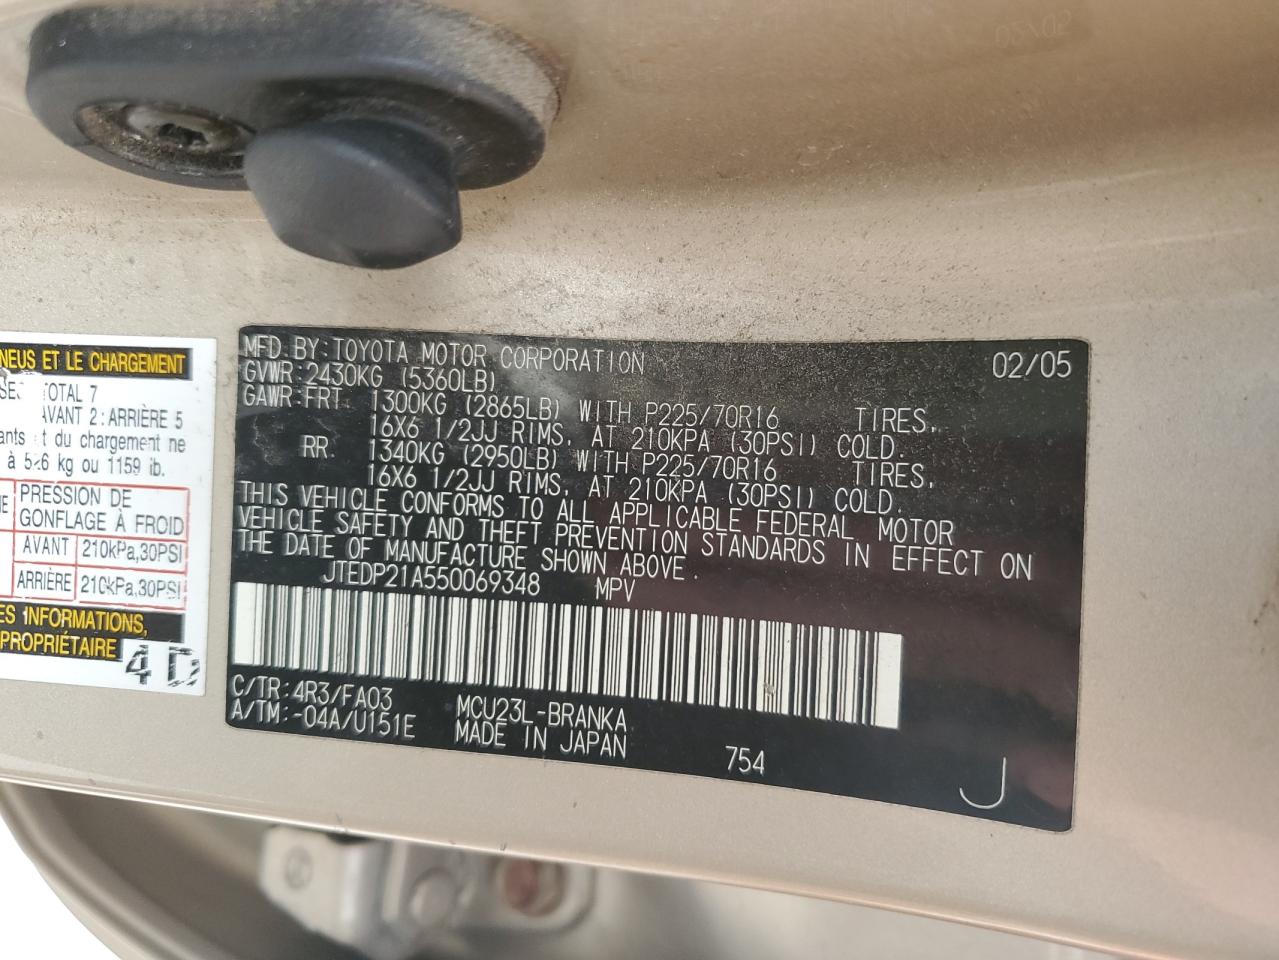 NEUS ET LE CHARGEMENT
TOTAL 7
AVANT 2: ARRIÈRE 5
du chargement ne
kg ou 1159 lb.
PRESSION DE
GONFLAGE À FROID
AVANT 210kPa,30PSI
ARRIÈRE 210kPa,30PSI
ES INFORMATIONS,
PROPRIÉTAIRE
4 D
MFD. BY: TOYOTA MOTOR CORPORATION 02/05
GVWR: 2430KG (5360LB)
GAWR: FRT 1300KG (2865LB) WITH P225/70R16 TIRES,
16X6 1/2JJ RIMS, AT 210KPA (30PSI) COLD.
RR 1340KG (2950LB) WITH P225/70R16 TIRES,
16X6 1/2JJ RIMS, AT 210KPA (30PSI) COLD.
THIS VEHICLE CONFORMS TO ALL APPLICABLE FEDERAL MOTOR
VEHICLE SAFETY AND THEFT PREVENTION STANDARDS IN EFFECT ON
THE DATE OF MANUFACTURE SHOWN ABOVE.
JTEDP21A550069348 MPV
C/TR: 4R3/FA03 MCU23L-BRANKA
A/TM: -04A/U151E MADE IN JAPAN 754
J